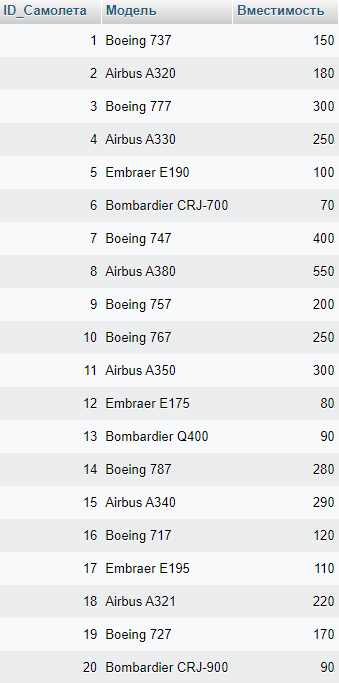 ID_Самолета Модель Вместимость
1 Boeing 737 150
2 Airbus A320 180
3 Boeing 777 300
4 Airbus A330 250
5 Embraer E190 100
6 Bombardier CRJ-700 70
7 Boeing 747 400
8 Airbus A380 550
9 Boeing 757 200
10 Boeing 767 250
11 Airbus A350 300
12 Embraer E175 80
13 Bombardier Q400 90
14 Boeing 787 280
15 Airbus A340 290
16 Boeing 717 120
17 Embraer E195 110
18 Airbus A321 220
19 Boeing 727 170
20 Bombardier CRJ-900 90